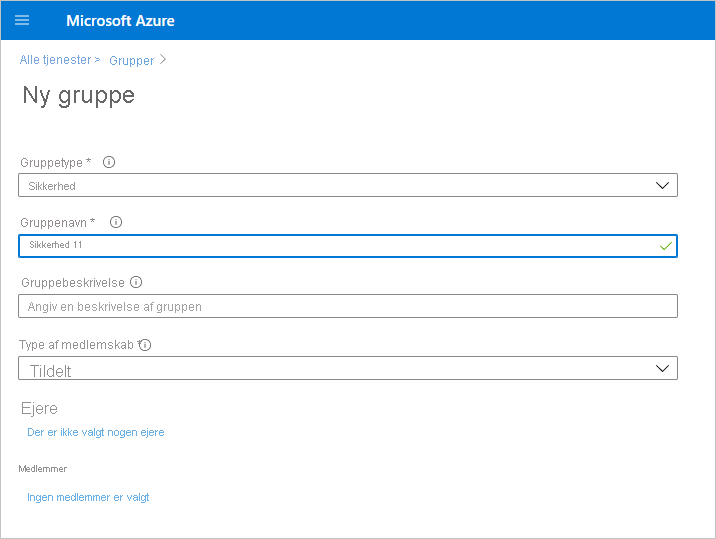 Microsoft Azure
Alle tjenester > Grupper >
Ny gruppe
Gruppetype *
Sikkerhed
Gruppenavn *
Sikkerhed 11
Gruppebeskrivelse
Angiv en beskrivelse af gruppen
Type af medlemskab *
Tildelt
Ejere
Der er ikke valgt nogen ejere
Medlemmer
Ingen medlemmer er valgt